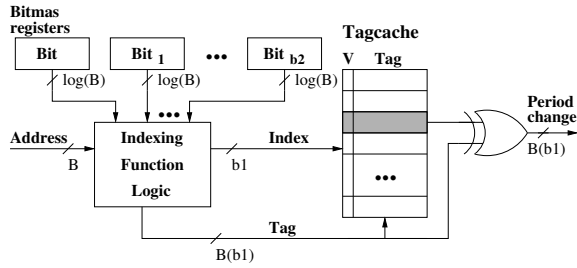 Bitmas
registers
Bit
Bit 1
•••
Bit b2
log(B)
log(B)
log(B)
•••
Address
B
Indexing
Function
Logic
b1
Index
Tagcache
V Tag
•••
Period
change
B(b1)
Tag
B(b1)